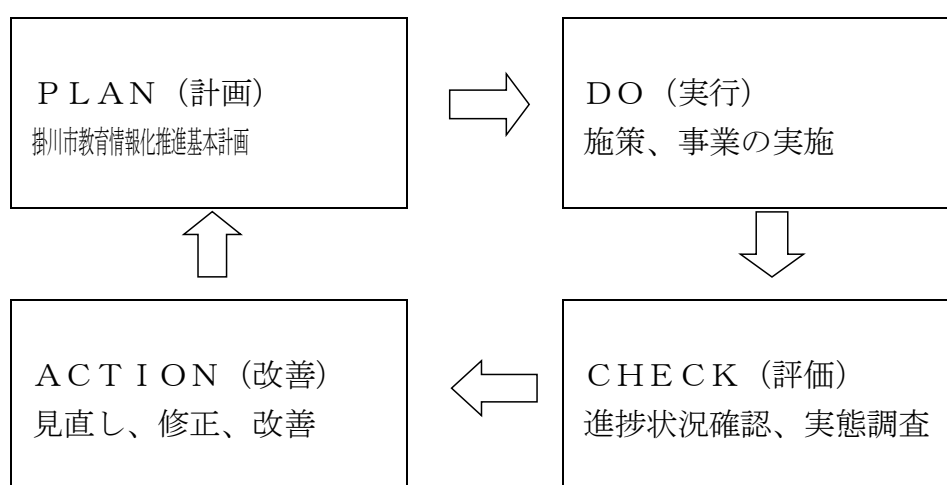 ＰＬＡＮ（計画）
掛川市教育情報化推進基本計画
ＤＯ（実行）
施策、事業の実施
ＡＣＴＩＯＮ（改善）
見直し、修正、改善
ＣＨＥＣＫ（評価）
進捗状況確認、実態調査